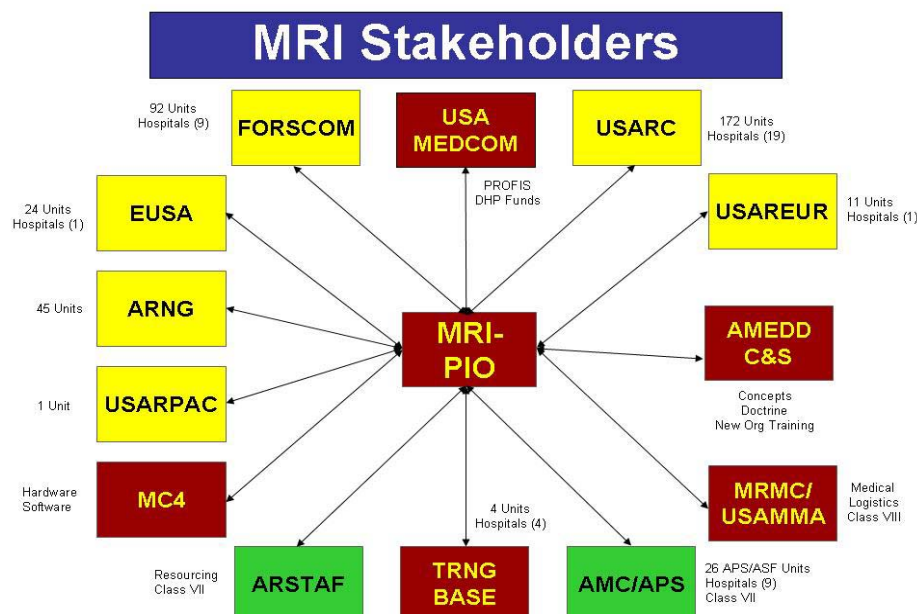 MRI Stakeholders
92 Units
Hospitals (9)
FORSCOM
USA
MEDCOM
USARC
172 Units
Hospitals (19)
PROFIS
DHP Funds
24 Units
Hospitals (1)
EUSA
USAREUR
11 Units
Hospitals (1)
45 Units
ARNG
MRI-
PIO
AMEDD
C&S
Concepts
Doctrine
New Org Training
1 Unit
USARPAC
Hardware
Software
MC4
MRMC/
USAMMA
Medical
Logistics
Class VIII
4 Units
Hospitals (4)
Resourcing
Class VII
ARSTAF
TRNG
BASE
AMC/APS
26 APS/ASF Units
Hospitals (9)
Class VII